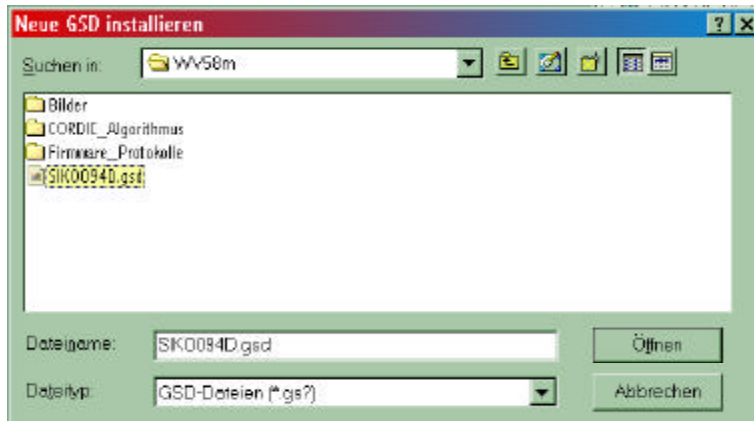 Neue GSD installieren
Suchen in: WV58m
Bilder
CORDIC_Algorithmus
Firmware_Protokolle
SIKO094D.gsd
Dateiname: SIKO094D.gsd Öffnen
Dateityp: GSD-Dateien (*.gs?) Abbrechen